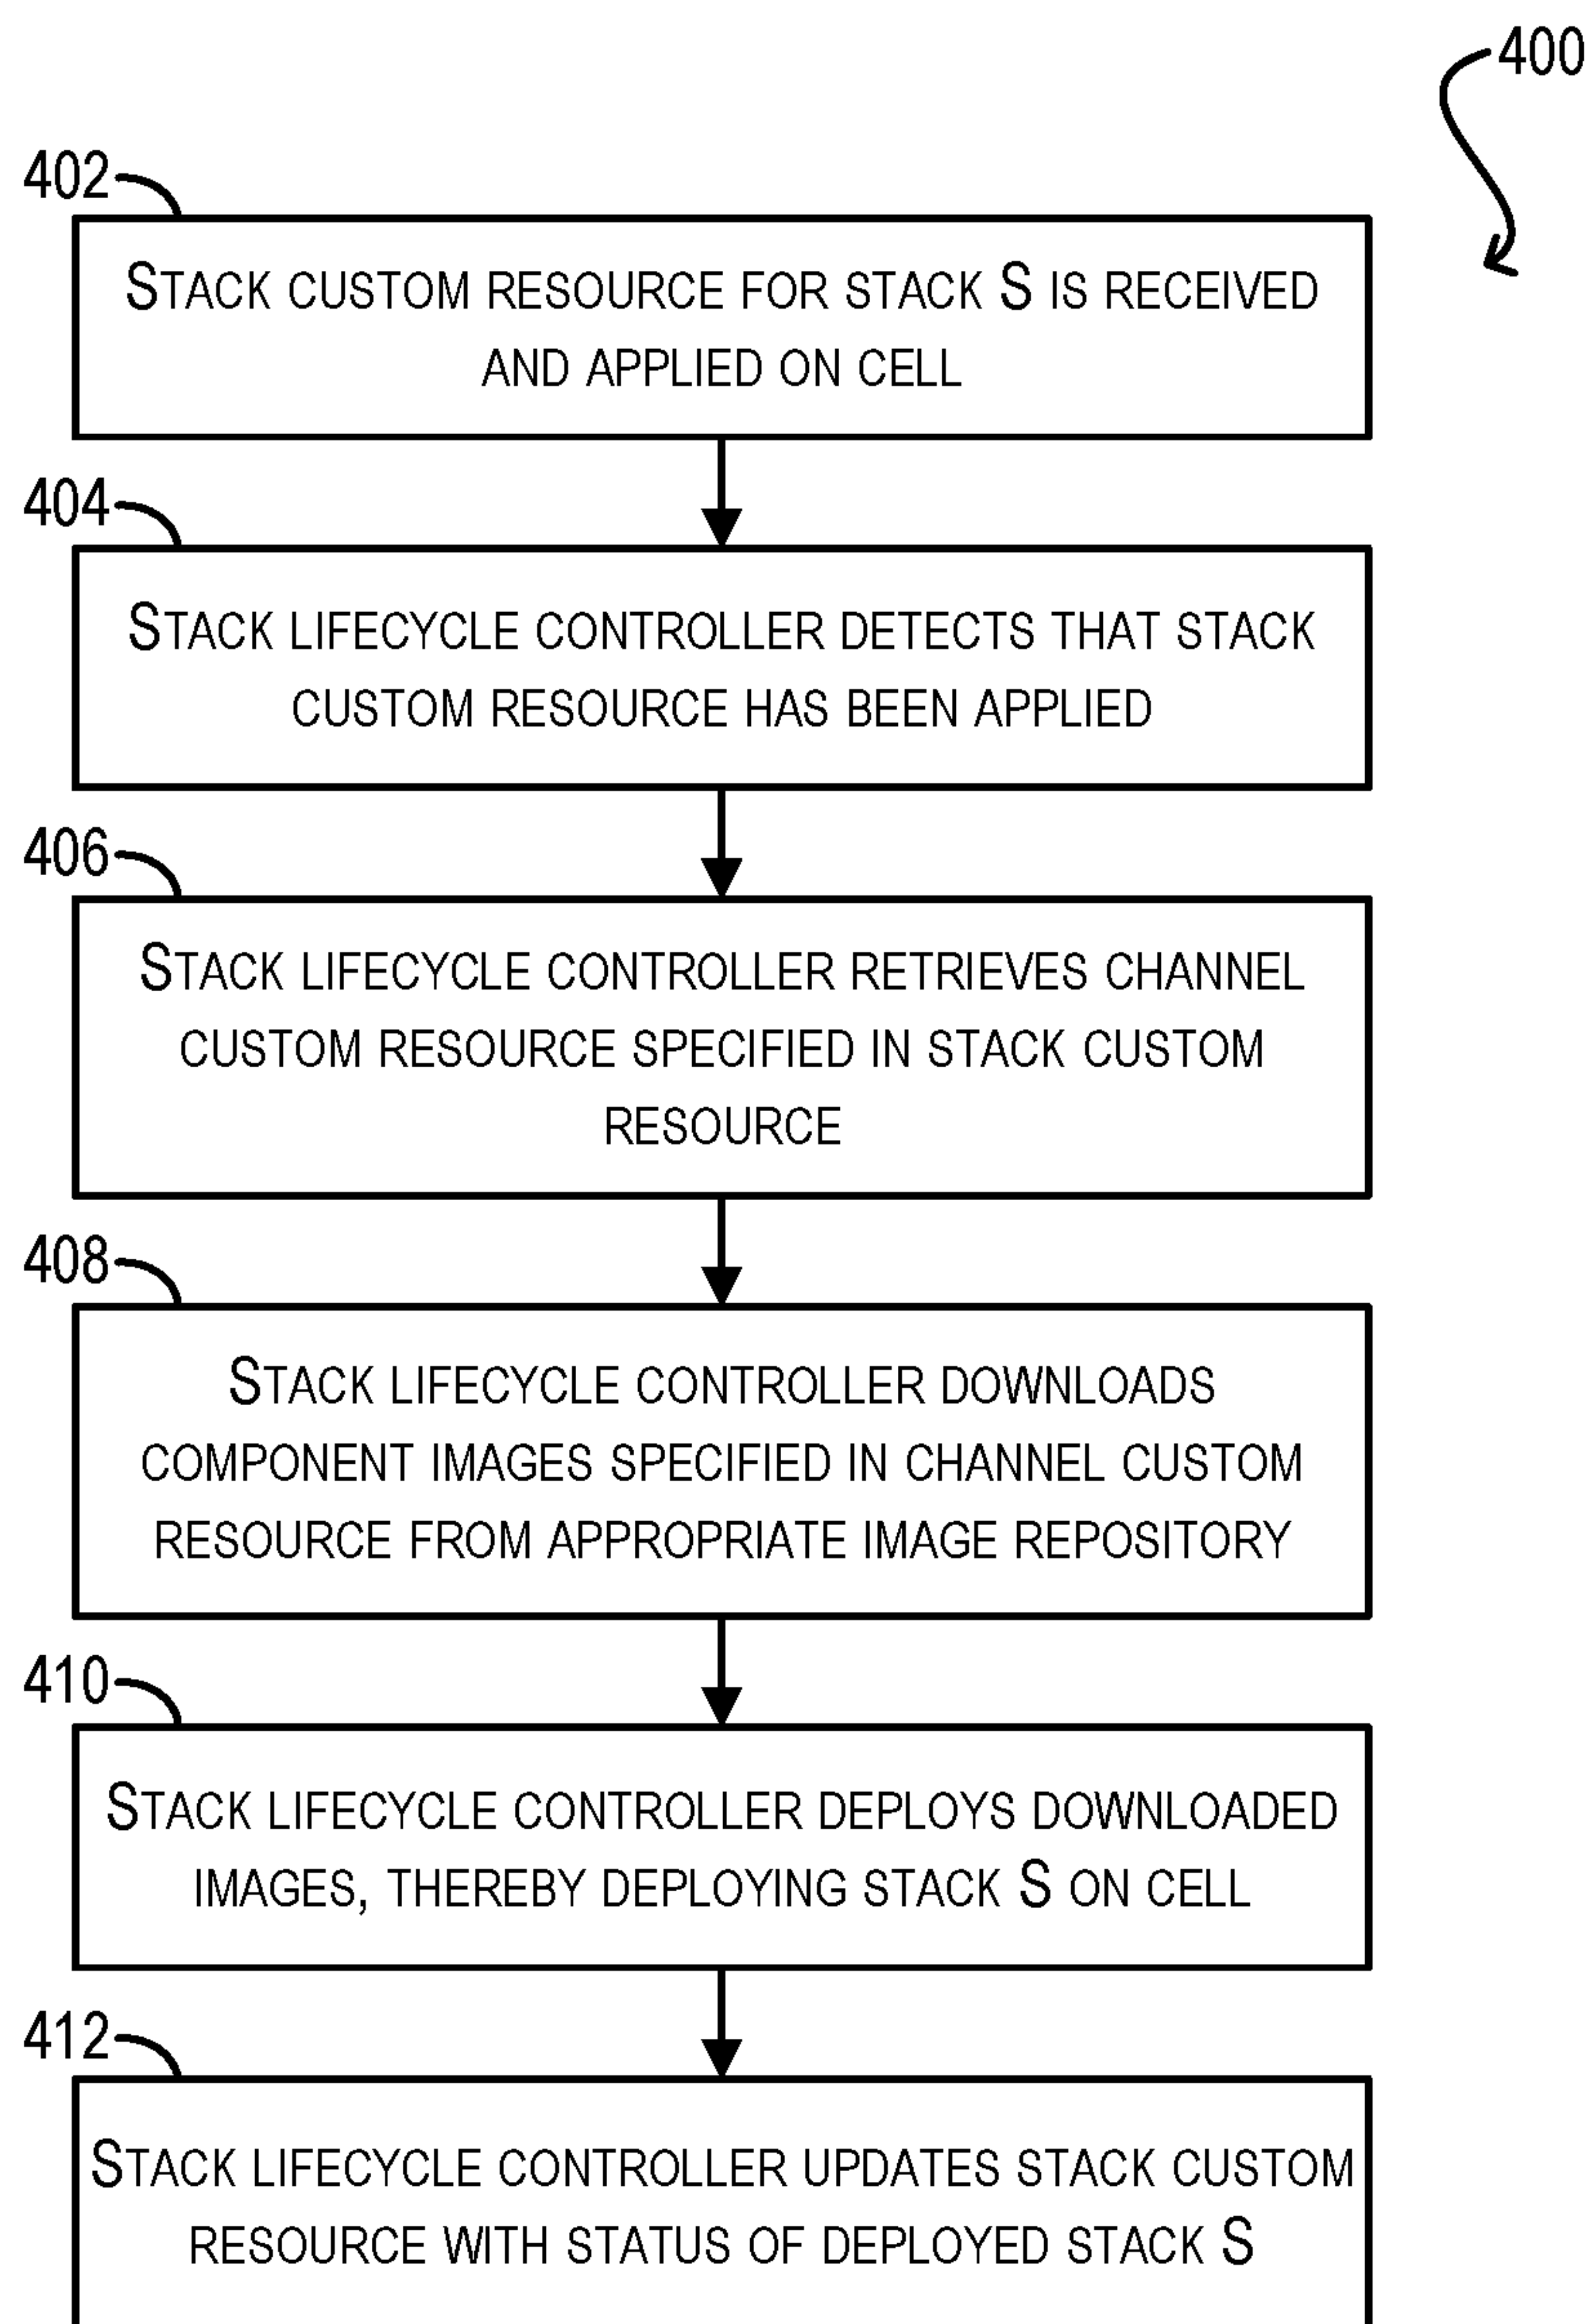 400
402
STACK CUSTOM RESOURCE FOR STACK S IS RECEIVED
AND APPLIED ON CELL
404
STACK LIFECYCLE CONTROLLER DETECTS THAT STACK
CUSTOM RESOURCE HAS BEEN APPLIED
406
STACK LIFECYCLE CONTROLLER RETRIEVES CHANNEL
CUSTOM RESOURCE SPECIFIED IN STACK CUSTOM
RESOURCE
408
STACK LIFECYCLE CONTROLLER DOWNLOADS
COMPONENT IMAGES SPECIFIED IN CHANNEL CUSTOM
RESOURCE FROM APPROPRIATE IMAGE REPOSITORY
410
STACK LIFECYCLE CONTROLLER DEPLOYS DOWNLOADED
IMAGES, THEREBY DEPLOYING STACK S ON CELL
412
STACK LIFECYCLE CONTROLLER UPDATES STACK CUSTOM
RESOURCE WITH STATUS OF DEPLOYED STACK S